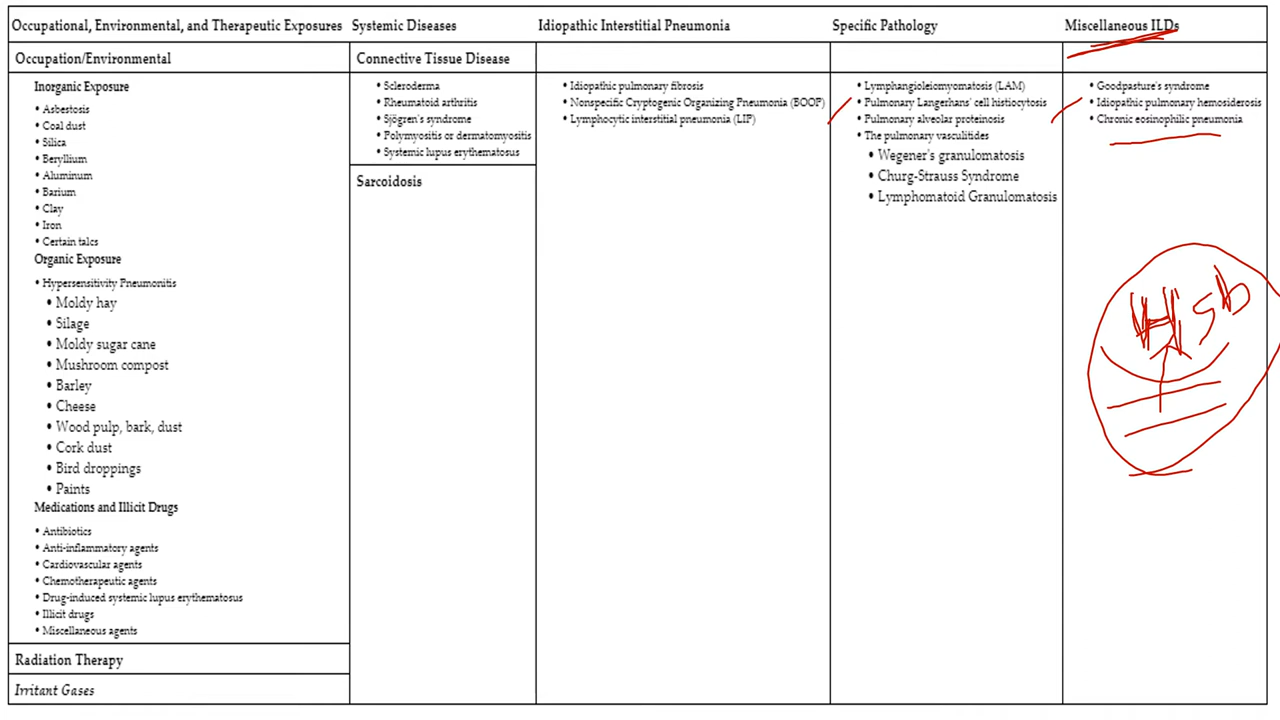 Occupational, Environmental, and Therapeutic Exposures
Occupation/Environmental
Inorganic Exposure
• Asbestosis
• Coal dust
• Silica
• Beryllium
• Aluminum
• Barium
• Clay
• Iron
• Certain talcs
Organic Exposure
• Hypersensitivity Pneumonitis
• Moldy hay
• Silage
• Moldy sugar cane
• Mushroom compost
• Barley
• Cheese
• Wood pulp, bark, dust
• Cork dust
• Bird droppings
• Paints
Medications and Illicit Drugs
• Antibiotics
• Anti-inflammatory agents
• Cardiovascular agents
• Chemotherapeutic agents
• Drug-induced systemic lupus erythematosus
• Illicit drugs
• Miscellaneous agents
Radiation Therapy
Irritant Gases
Systemic Diseases
Connective Tissue Disease
• Scleroderma
• Rheumatoid arthritis
• Sjögren's syndrome
• Polymyositis or dermatomyositis
• Systemic lupus erythematosus
Sarcoidosis
Idiopathic Interstitial Pneumonia
• Idiopathic pulmonary fibrosis
• Nonspecific Cryptogenic Organizing Pneumonia (BOOP)
• Lymphocytic interstitial pneumonia (LIP)
Specific Pathology
• Lymphangioleiomyomatosis (LAM)
• Pulmonary Langerhans' cell histiocytosis
• Pulmonary alveolar proteinosis
• The pulmonary vasculitides
• Wegener's granulomatosis
• Churg-Strauss Syndrome
• Lymphomatoid Granulomatosis
Miscellaneous ILDs
• Goodpasture's syndrome
• Idiopathic pulmonary hemosiderosis
• Chronic eosinophilic pneumonia